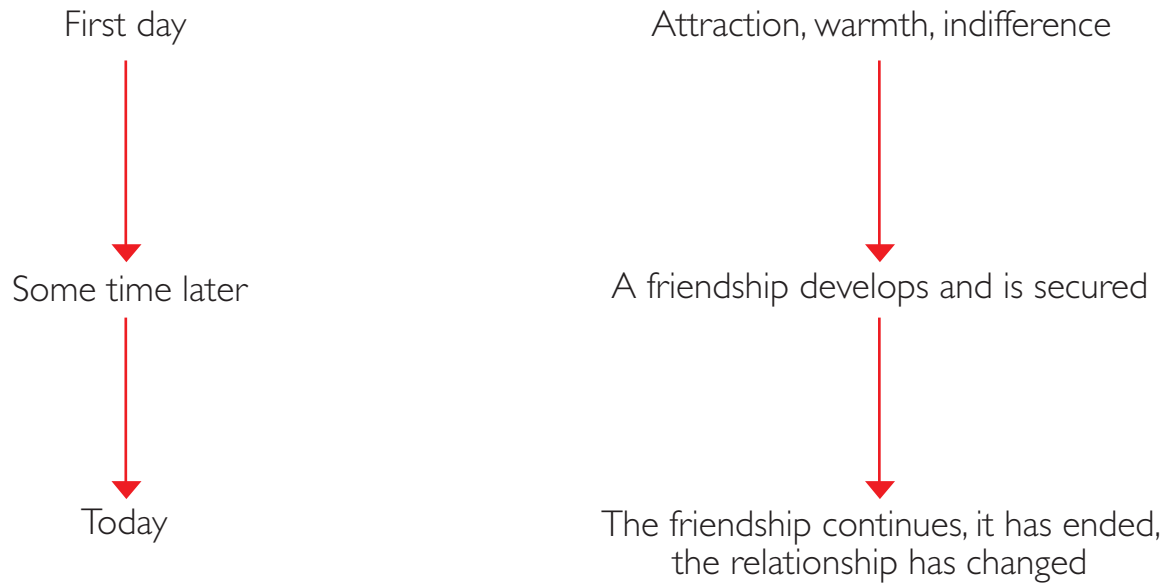 First day
Attraction, warmth, indifference
Some time later
A friendship develops and is secured
Today
The friendship continues, it has ended,
the relationship has changed